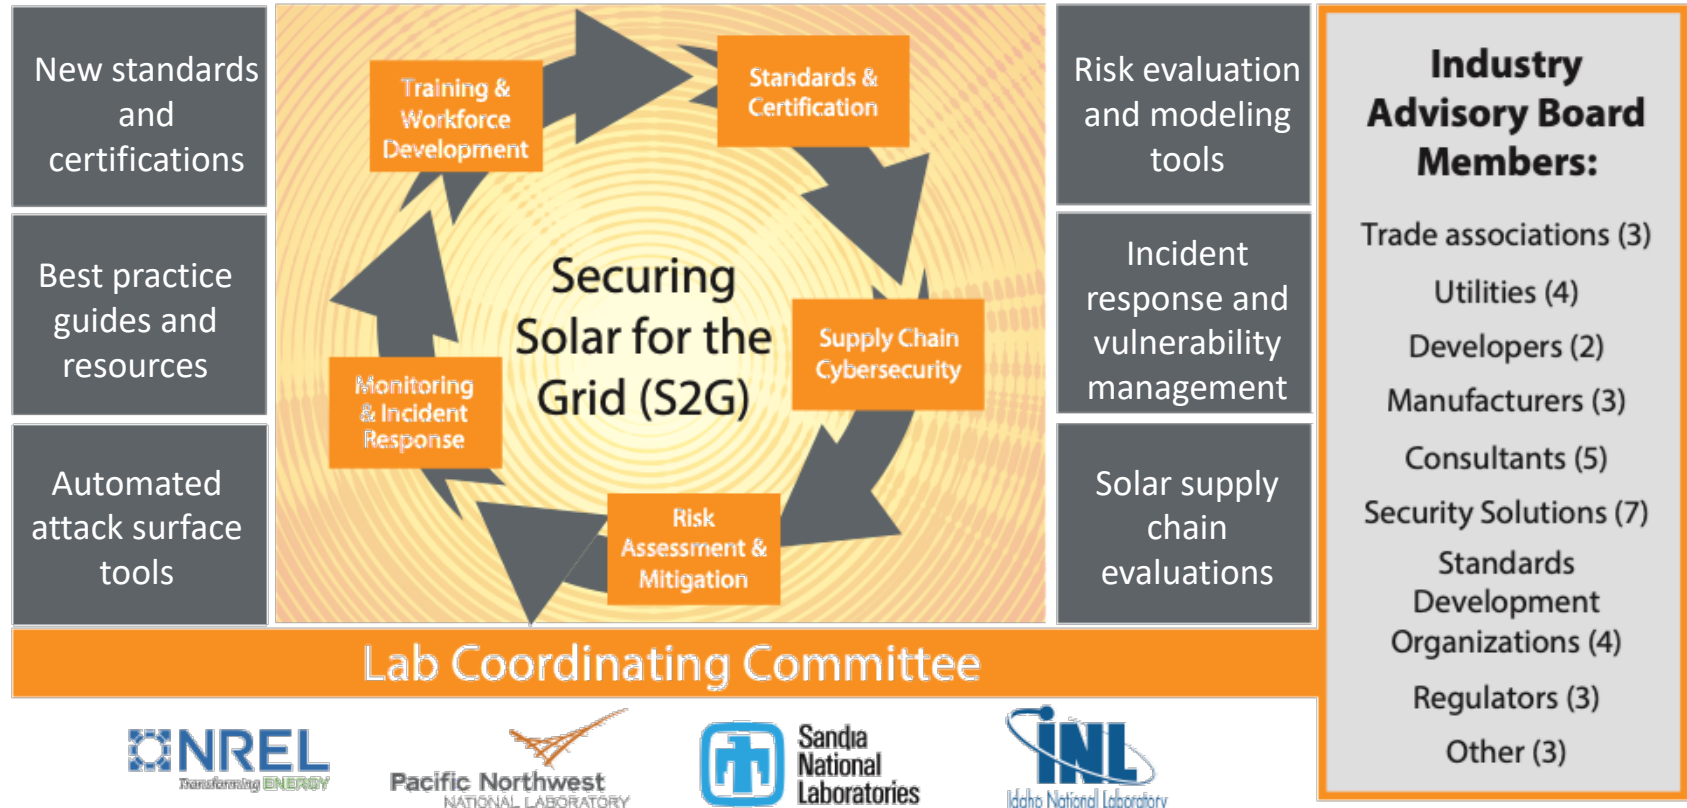 New standards
and
certifications
Best practice
guides and
resources
Automated
attack surface
tools
Training &
Workforce
Development
Standards &
Certification
Supply Chain
Cybersecurity
Risk
Assessment &
Mitigation
Monitoring
& Incident
Response
Securing
Solar for the
Grid (S2G)
Risk evaluation
and modeling
tools
Incident
response and
vulnerability
management
Solar supply
chain
evaluations
Industry
Advisory Board
Members:
Trade associations (3)
Utilities (4)
Developers (2)
Manufacturers (3)
Consultants (5)
Security Solutions (7)
Standards
Development
Organizations (4)
Regulators (3)
Other (3)
Lab Coordinating Committee
NREL
Transforming ENERGY
Pacific Northwest
NATIONAL LABORATORY
Sandia
National
Laboratories
INL
Idaho National Laboratory